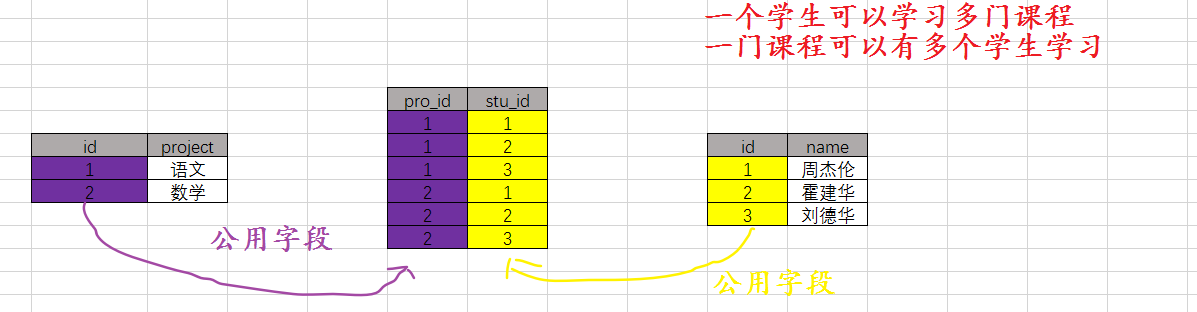 一个学生可以学习多门课程
一门课程可以有多个学生学习
id project
1 语文
2 数学
公用字段
pro_id stu_id
1 1
1 2
1 3
2 1
2 2
2 3
id name
1 周杰伦
2 霍建华
3 刘德华
公用字段